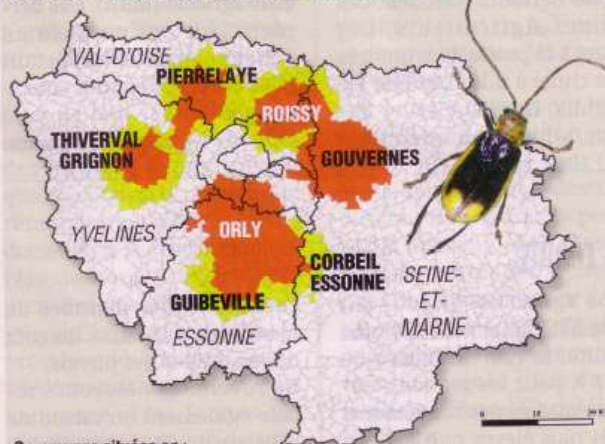 VAL-D'OISE
PIERRELAYE
ROISSY
THIVERVAL
GRIGNON
GOUVERNES
ORLY
YVELINES
CORBEIL
ESSONNE
SEINE-
ET-
MARNE
GUIBEVILLE
ESSONNE